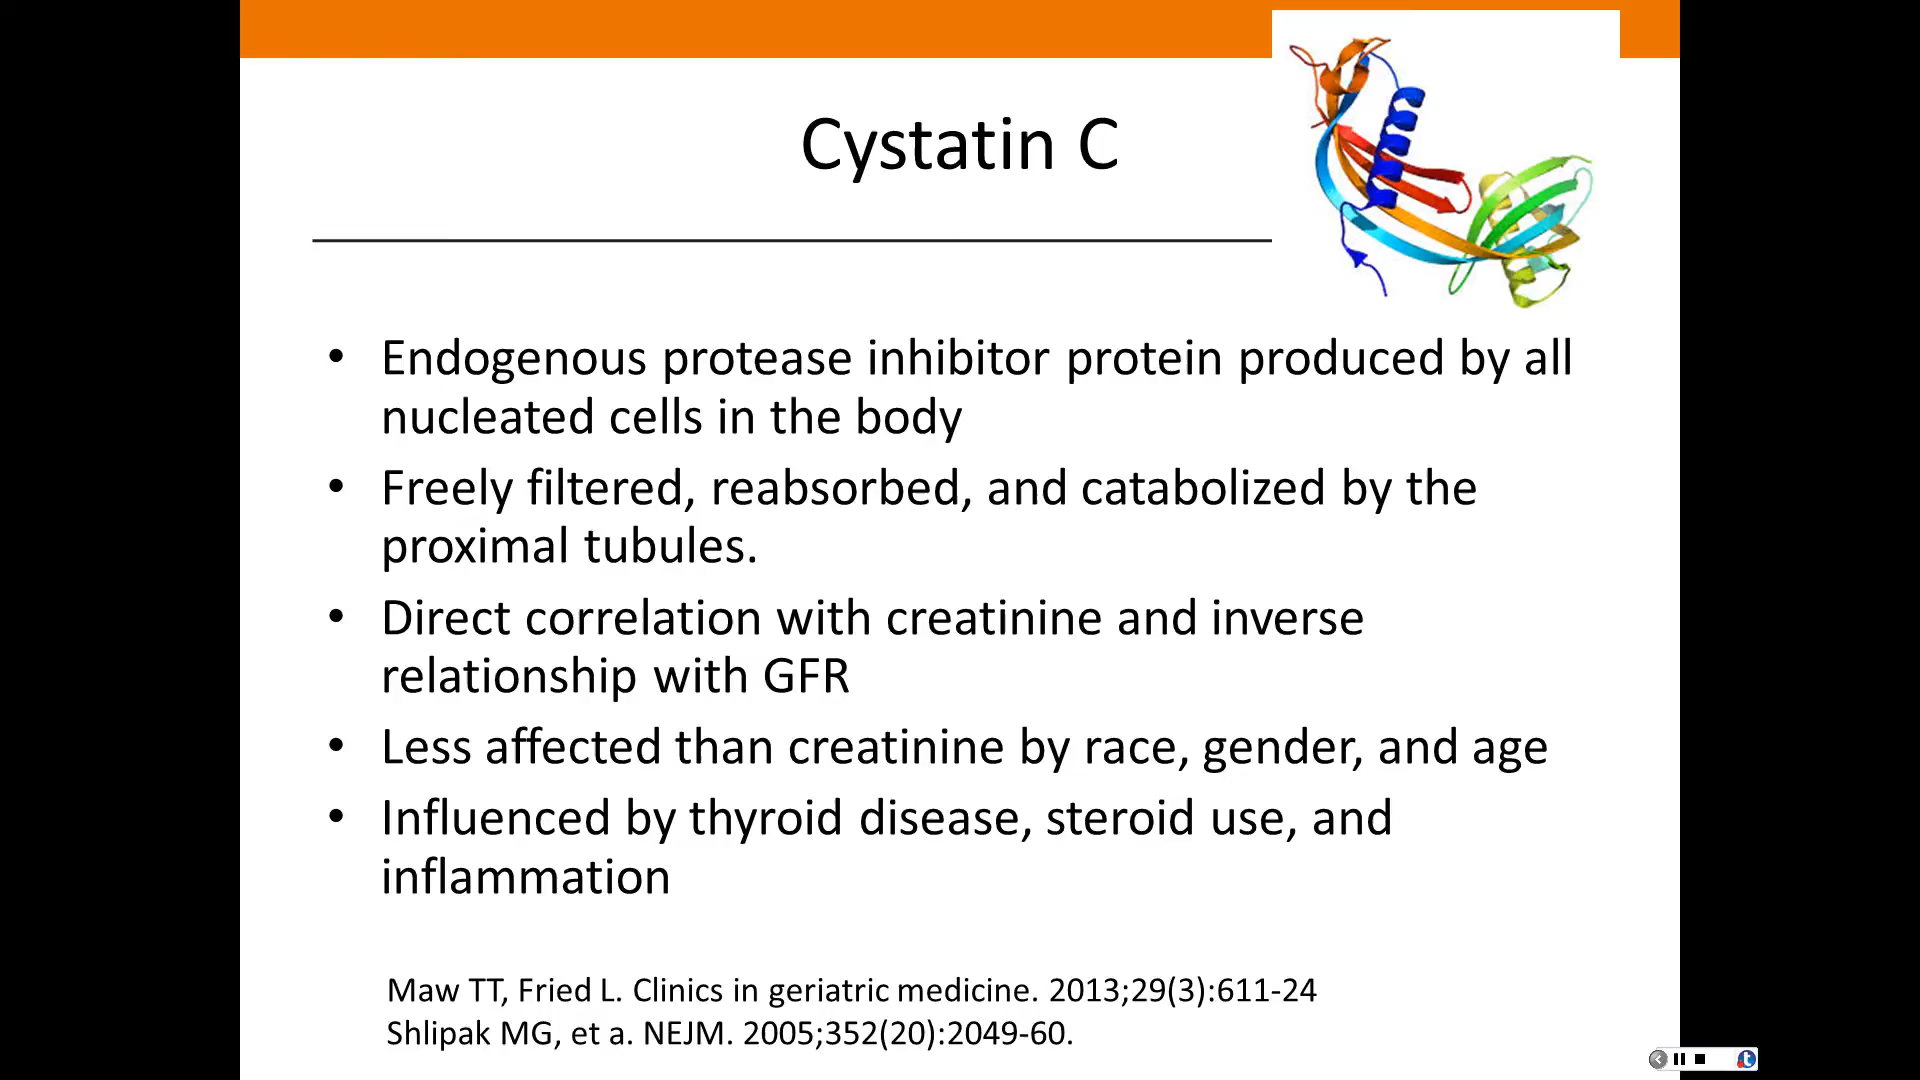 Cystatin C
• Endogenous protease inhibitor protein produced by all
nucleated cells in the body
• Freely filtered, reabsorbed, and catabolized by the
proximal tubules.
• Direct correlation with creatinine and inverse
relationship with GFR
• Less affected than creatinine by race, gender, and age
• Influenced by thyroid disease, steroid use, and
inflammation
Maw TT, Fried L. Clinics in geriatric medicine. 2013;29(3):611-24
Shlipak MG, et a. NEJM. 2005;352(20):2049-60.
t